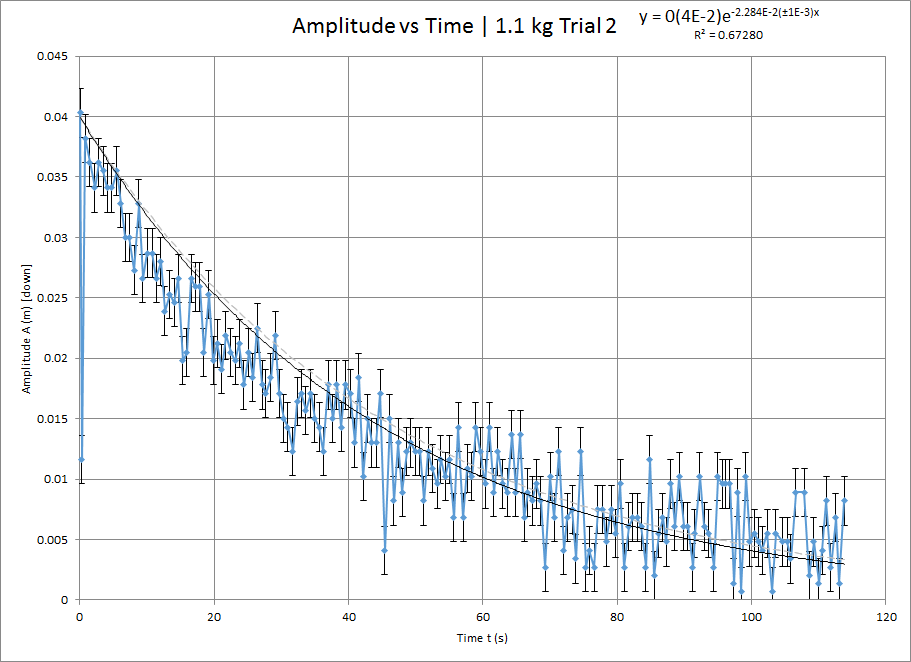 Amplitude vs Time | 1.1 kg Trial 2
y = 0(4E-2)e^-2.284E-2(±1E-3)x
R² = 0.67280
0.045
0.04
0.035
0.03
0.025
0.02
0.015
0.01
0.005
0
Amplitude A (m) [down]
0 20 40 60 80 100 120
Time t (s)